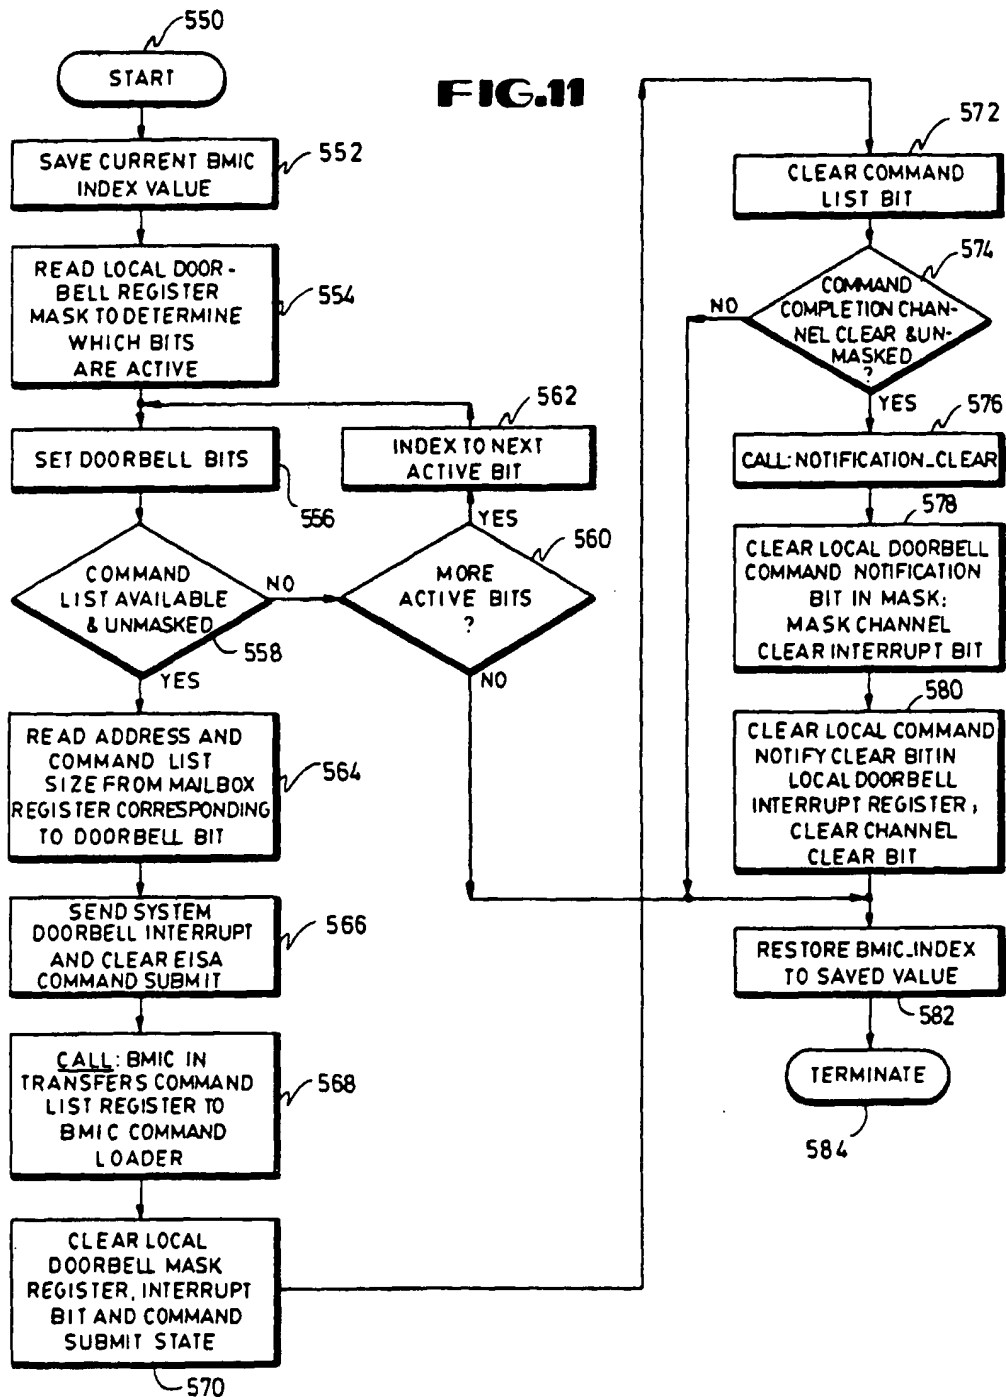 550
START
FIG.11
SAVE CURRENT BMIC
INDEX VALUE
552
READ LOCAL DOOR-
BELL REGISTER
MASK TO DETERMINE
WHICH BITS
ARE ACTIVE
554
SET DOORBELL BITS
556
INDEX TO NEXT
ACTIVE BIT
562
COMMAND
LIST AVAILABLE
& UNMASKED
558
NO
YES
MORE
ACTIVE BITS
?
560
YES
NO
READ ADDRESS AND
COMMAND LIST
SIZE FROM MAILBOX
REGISTER CORRESPONDING
TO DOORBELL BIT
564
SEND SYSTEM
DOORBELL INTERRUPT
AND CLEAR EISA
COMMAND SUBMIT
566
CALL: BMIC IN
TRANSFERS COMMAND
LIST REGISTER TO
BMIC COMMAND
LOADER
568
CLEAR LOCAL
DOORBELL MASK
REGISTER, INTERRUPT
BIT AND COMMAND
SUBMIT STATE
570
572
CLEAR COMMAND
LIST BIT
574
COMMAND
COMPLETION CHAN-
NEL CLEAR & UN-
MASKED
?
NO
YES
576
CALL: NOTIFICATION_CLEAR
578
CLEAR LOCAL DOORBELL
COMMAND NOTIFICATION
BIT IN MASK;
MASK CHANNEL
CLEAR INTERRUPT BIT
580
CLEAR LOCAL COMMAND
NOTIFY CLEAR BIT IN
LOCAL DOORBELL
INTERRUPT REGISTER;
CLEAR CHANNEL
CLEAR BIT
RESTORE BMIC_INDEX
TO SAVED VALUE
582
TERMINATE
584